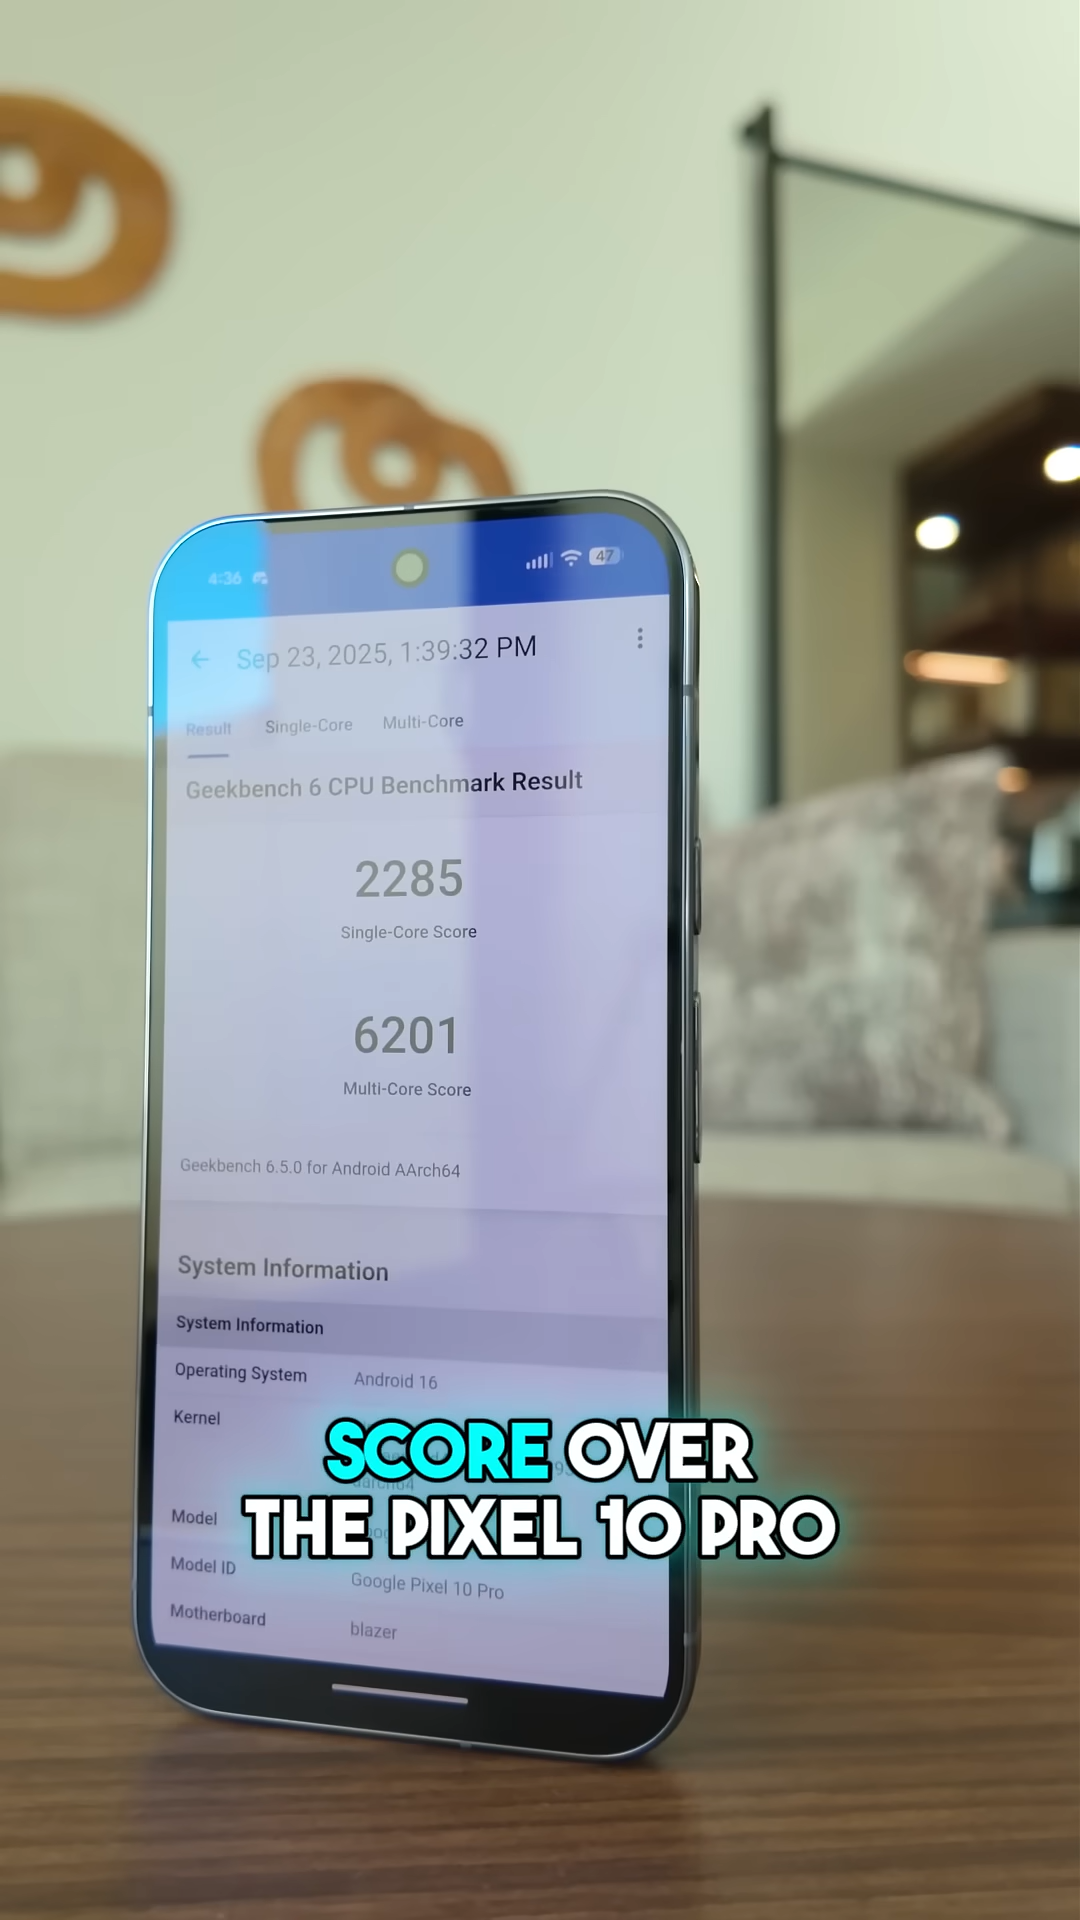 4:36
47
Sep 23, 2025, 1:39:32 PM
Result Single-Core Multi-Core
Geekbench 6 CPU Benchmark Result
2285
Single-Core Score
6201
Multi-Core Score
Geekbench 6.5.0 for Android AArch64
System Information
System Information
Operating System Android 16
Kernel
aarch64
SCORE OVER
THE PIXEL 10 PRO
Model
Model ID Google Pixel 10 Pro
Motherboard blazer